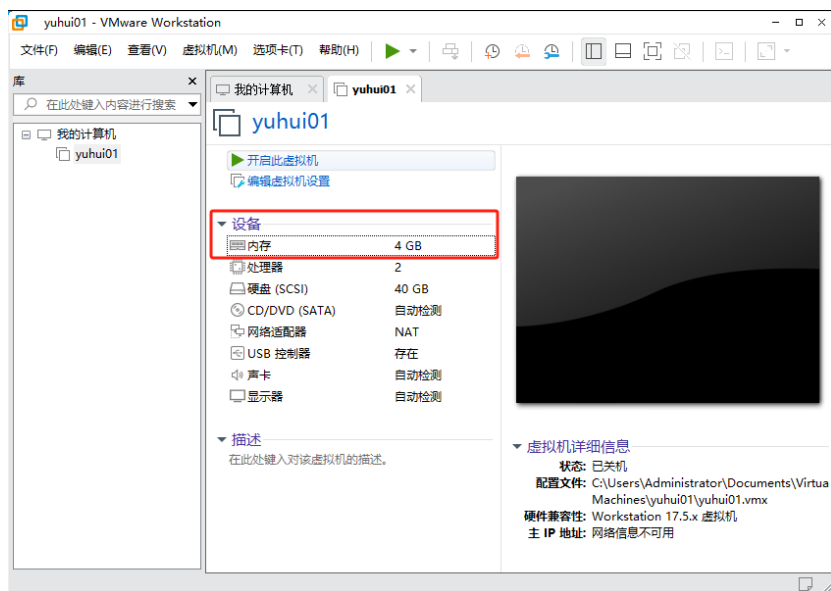 yuhui01 - VMware Workstation
文件(F) 编辑(E) 查看(V) 虚拟机(M) 选项卡(T) 帮助(H)
库
在此处键入内容进行搜索
我的计算机
yuhui01
我的计算机
yuhui01
yuhui01
开启此虚拟机
编辑虚拟机设置
设备
内存 4 GB
处理器 2
硬盘 (SCSI) 40 GB
CD/DVD (SATA) 自动检测
网络适配器 NAT
USB 控制器 存在
声卡 自动检测
显示器 自动检测
描述
在此处键入对该虚拟机的描述。
虚拟机详细信息
状态: 已关机
配置文件: C:\Users\Administrator\Documents\Virtua
Machines\yuhui01\yuhui01.vmx
硬件兼容性: Workstation 17.5.x 虚拟机
主 IP 地址: 网络信息不可用